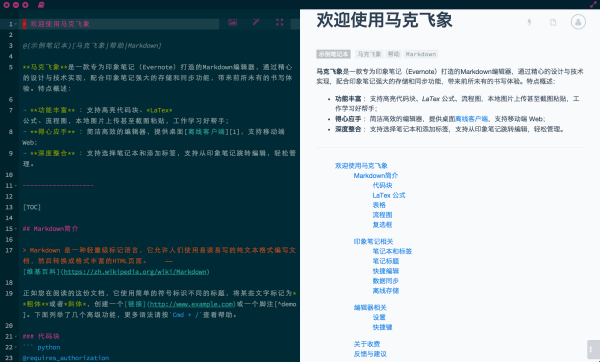 # 欢迎使用马克飞象
@(示例笔记本)[马克飞象|帮助|Markdown]
**马克飞象**是一款专为印象笔记（Evernote）打造的Markdown编辑器，通过精心
的设计与技术实现，配合印象笔记强大的存储和同步功能，带来前所未有的书写体
验。特点概述：
- **功能丰富** ：支持高亮代码块、*LaTex*
公式、流程图，本地图片上传甚至截图粘贴，工作学习好帮手；
- **得心应手** ：简洁高效的编辑器，提供桌面[离线客户端][1]，支持移动端
Web；
- **深度整合** ：支持选择笔记本和添加标签，支持从印象笔记跳转编辑，轻松管
理。
-------------------
[TOC]
## Markdown简介
> Markdown 是一种轻量级标记语言，它允许人们使用易读易写的纯文本格式编写文
档，然后转换成格式丰富的HTML页面。 ——
[维基百科](https://zh.wikipedia.org/wiki/Markdown)
正如您在阅读的这份文档，它使用简单的符号标识不同的标题，将某些文字标记为*
*粗体**或者*斜体*，创建一个[链接](http://www.example.com)或一个脚注[^demo
]。下面列举了几个高级功能，更多语法请按`Cmd + /`查看帮助。
### 代码块
``` python
@requires_authorization
欢迎使用马克飞象
示例笔记本 马克飞象 帮助 Markdown
马克飞象是一款专为印象笔记（Evernote）打造的Markdown编辑器，通过精心的设计与技
术实现，配合印象笔记强大的存储和同步功能，带来前所未有的书写体验。特点概述：
• 功能丰富 ：支持高亮代码块、LaTex 公式、流程图，本地图片上传甚至截图粘贴，工
作学习好帮手；
• 得心应手 ：简洁高效的编辑器，提供桌面离线客户端，支持移动端 Web；
• 深度整合 ：支持选择笔记本和添加标签，支持从印象笔记跳转编辑，轻松管理。
欢迎使用马克飞象
Markdown简介
代码块
LaTex 公式
表格
流程图
复选框
印象笔记相关
笔记本和标签
笔记标题
快捷编辑
数据同步
离线存储
编辑器相关
设置
快捷键
关于收费
反馈与建议